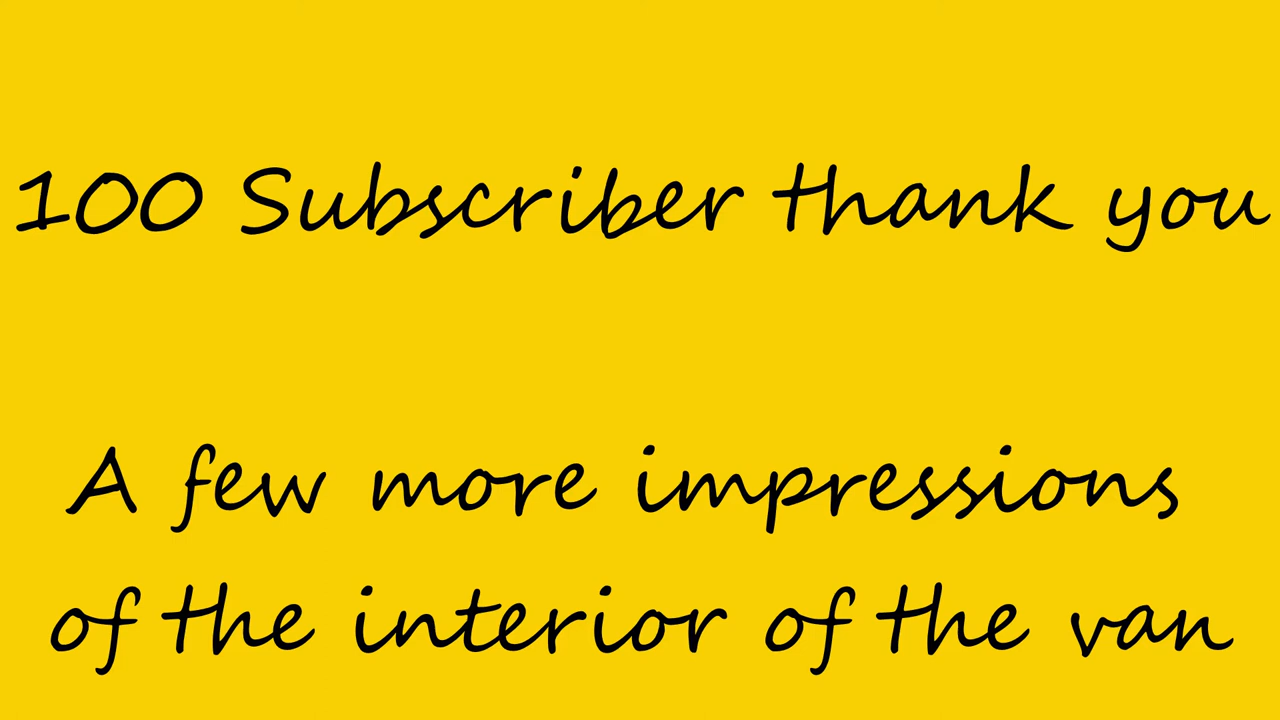 100 Subscriber thank you
A few more impressions
of the interior of the van